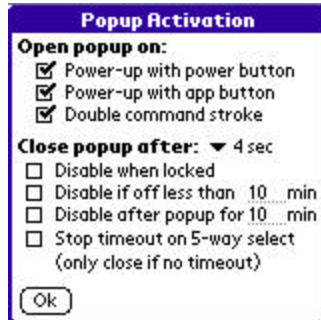 Popup Activation
Open popup on:
Power-up with power button
Power-up with app button
Double command stroke
Close popup after: 4 sec
Disable when locked
Disable if off less than 10 min
Disable after popup for 10 min
Stop timeout on 5-way select
(only close if no timeout)
Ok